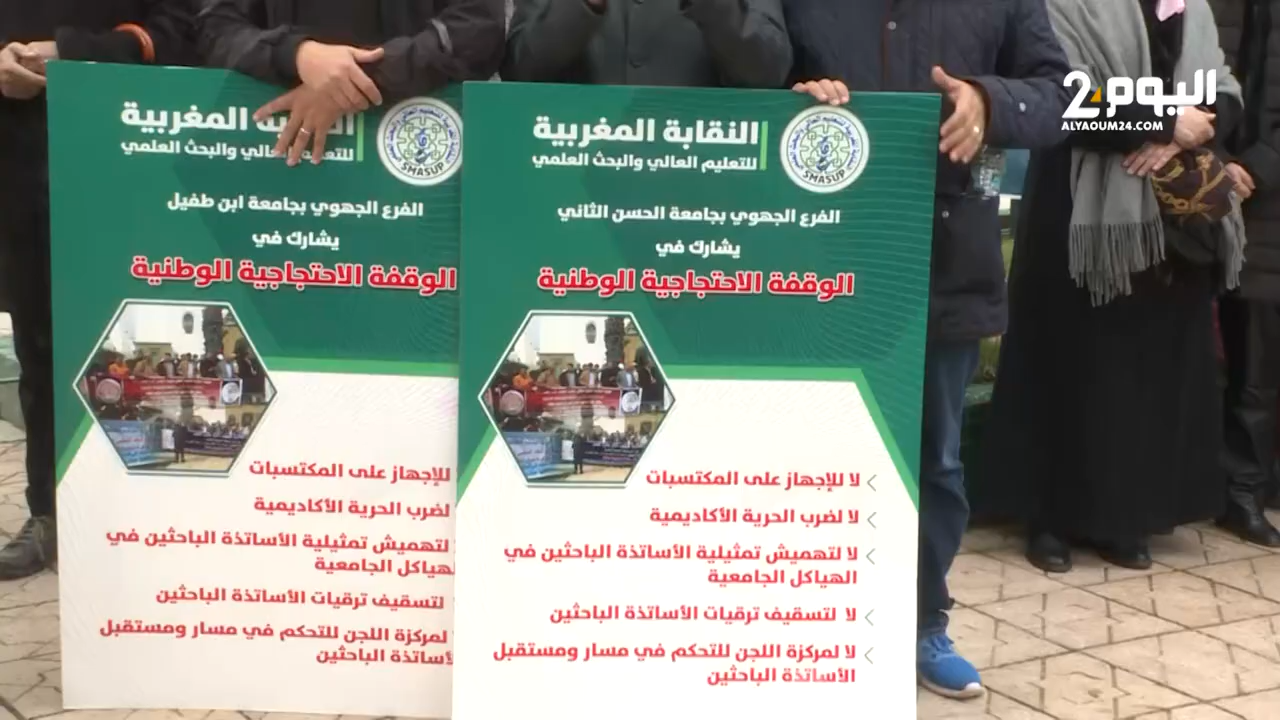 اليوم24
ALYAOUM24.COM
النقابة المغربية
للتعليم العالي والبحث العلمي
SMASUP
الفرع الجهوي بجامعة الحسن الثاني
يشارك في
الوقفة الاحتجاجية الوطنية
لا للإجهاز على المكتسبات
لا لضرب الحرية الأكاديمية
لا لتهميش تمثيلية الأساتذة الباحثين في
الهياكل الجامعية
لا لتسقيف ترقيات الأساتذة الباحثين
لا لمركزة اللجن للتحكم في مسار ومستقبل
الأساتذة الباحثين
المغربية
للتعليم العالي والبحث العلمي
SMASUP
الفرع الجهوي بجامعة ابن طفيل
يشارك في
الوقفة الاحتجاجية الوطنية
للإجهاز على المكتسبات
لضرب الحرية الأكاديمية
لتهميش تمثيلية الأساتذة الباحثين في
الهياكل الجامعية
لتسقيف ترقيات الأساتذة الباحثين
لمركزة اللجن للتحكم في مسار ومستقبل
الأساتذة الباحثين